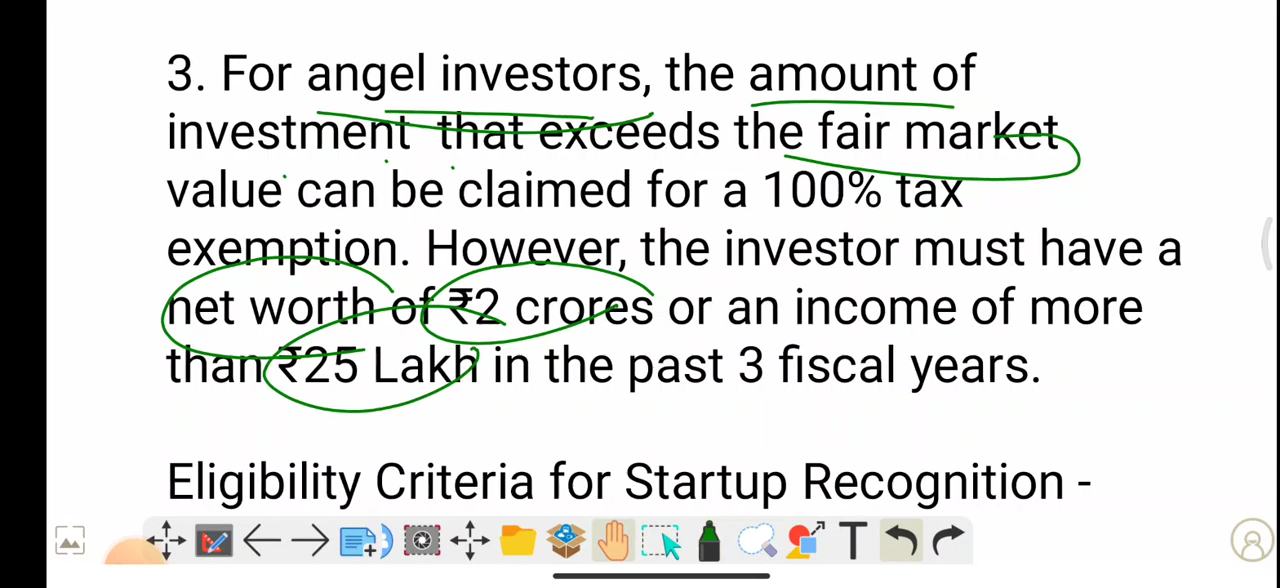 3. For angel investors, the amount of
investment that exceeds the fair market
value can be claimed for a 100% tax
exemption. However, the investor must have a
net worth of ₹2 crores or an income of more
than ₹25 Lakh in the past 3 fiscal years.
Eligibility Criteria for Startup Recognition -
T